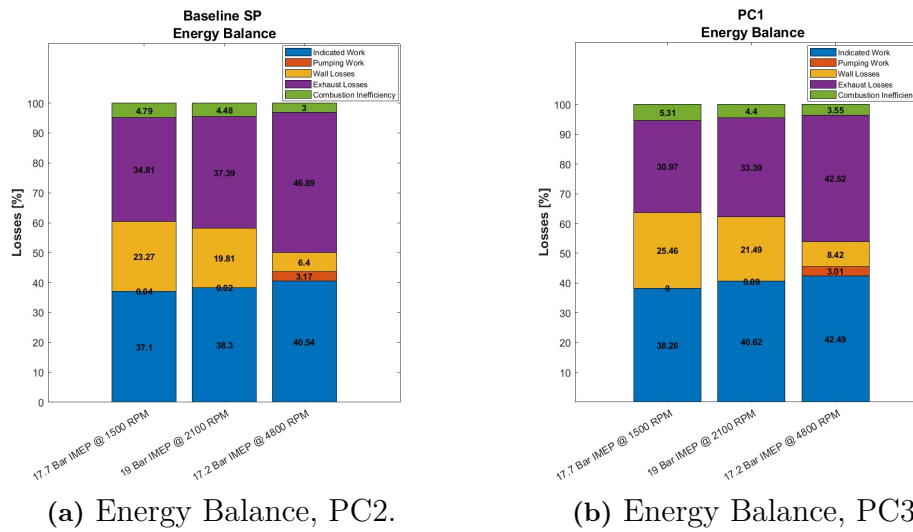 Baseline SP
Energy Balance
Indicated Work
Pumping Work
Wall Losses
Exhaust Losses
Combustion Inefficiency
Losses [%]
100
90
80
70
60
50
40
30
20
10
0
4.79
34.81
23.27
0.04
37.1
4.48
37.39
19.81
0.02
38.3
3
46.89
6.4
3.17
40.54
17.7 Bar IMEP @ 1500 RPM
19 Bar IMEP @ 2100 RPM
17.2 Bar IMEP @ 4800 RPM
(a) Energy Balance, PC2.
PC1
Energy Balance
Indicated Work
Pumping Work
Wall Losses
Exhaust Losses
Combustion Inefficienc
Losses [%]
100
90
80
70
60
50
40
30
20
10
0
5.31
30.97
25.46
0
38.26
4.4
33.39
21.49
0.09
40.62
3.55
42.52
8.42
3.01
42.49
17.7 Bar IMEP @ 1500 RPM
19 Bar IMEP @ 2100 RPM
17.2 Bar IMEP @ 4800 RPM
(b) Energy Balance, PC3